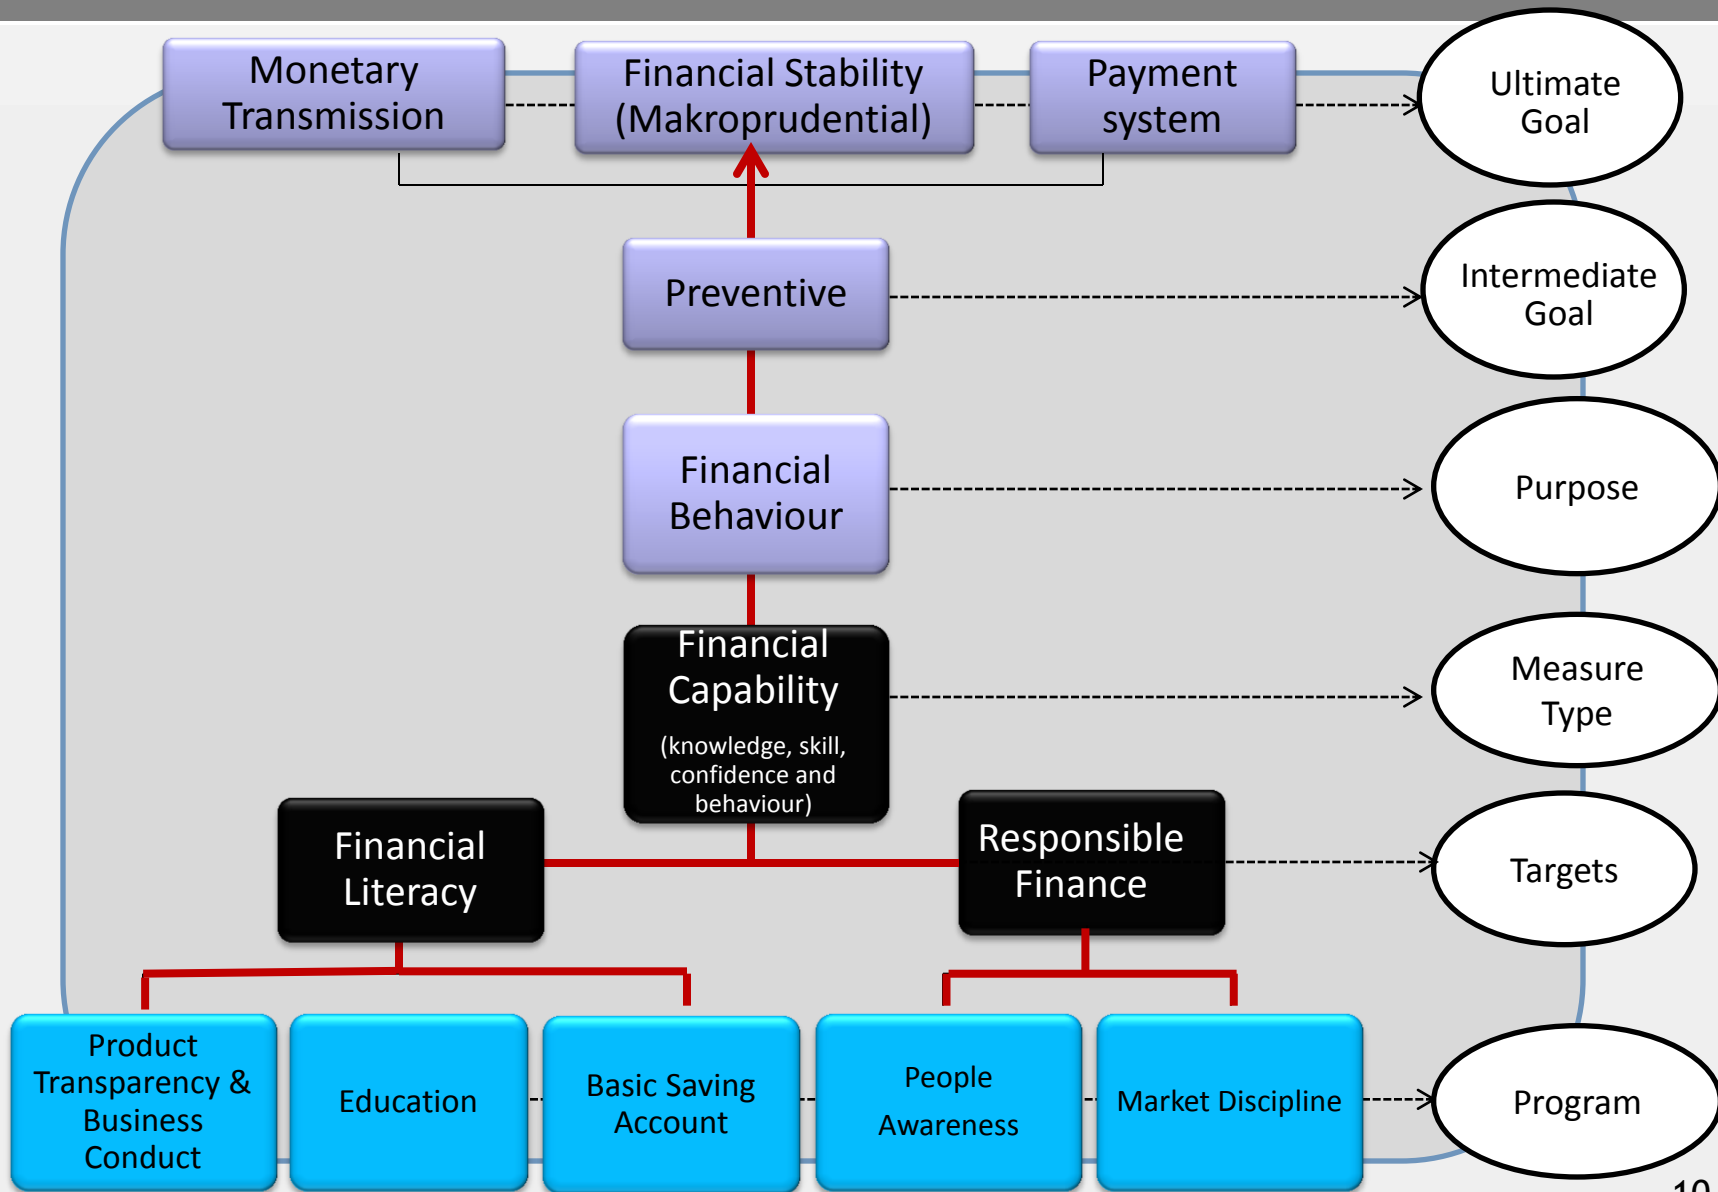 Monetary
Transmission
Financial Stability
(Makroprudential)
Payment
system
Ultimate
Goal
Preventive
Intermediate
Goal
Financial
Behaviour
Purpose
Financial
Capability
(knowledge, skill,
confidence and
behaviour)
Measure
Type
Financial
Literacy
Responsible
Finance
Targets
Product
Transparency &
Business
Conduct
Education
Basic Saving
Account
People
Awareness
Market Discipline
Program
10